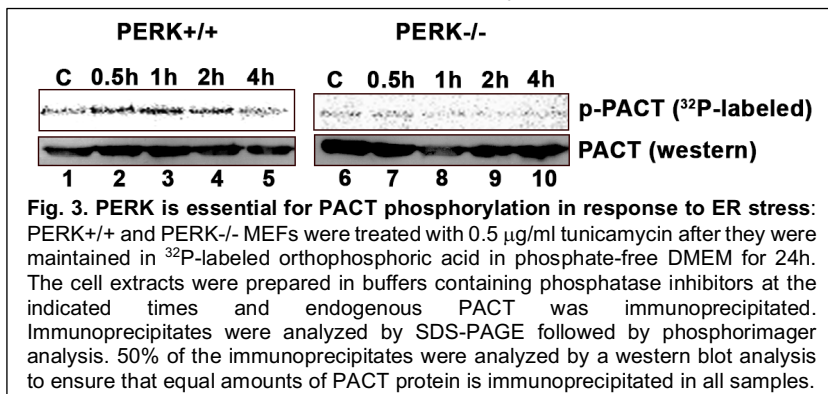 PERK+/+ PERK-/-
C 0.5h 1h 2h 4h C 0.5h 1h 2h 4h
p-PACT (³²P-labeled)
PACT (western)
1 2 3 4 5 6 7 8 9 10
Fig. 3. PERK is essential for PACT phosphorylation in response to ER stress:
PERK+/+ and PERK-/- MEFs were treated with 0.5 μg/ml tunicamycin after they were
maintained in ³²P-labeled orthophosphoric acid in phosphate-free DMEM for 24h.
The cell extracts were prepared in buffers containing phosphatase inhibitors at the
indicated times and endogenous PACT was immunoprecipitated.
Immunoprecipitates were analyzed by SDS-PAGE followed by phosphorimager
analysis. 50% of the immunoprecipitates were analyzed by a western blot analysis
to ensure that equal amounts of PACT protein is immunoprecipitated in all samples.